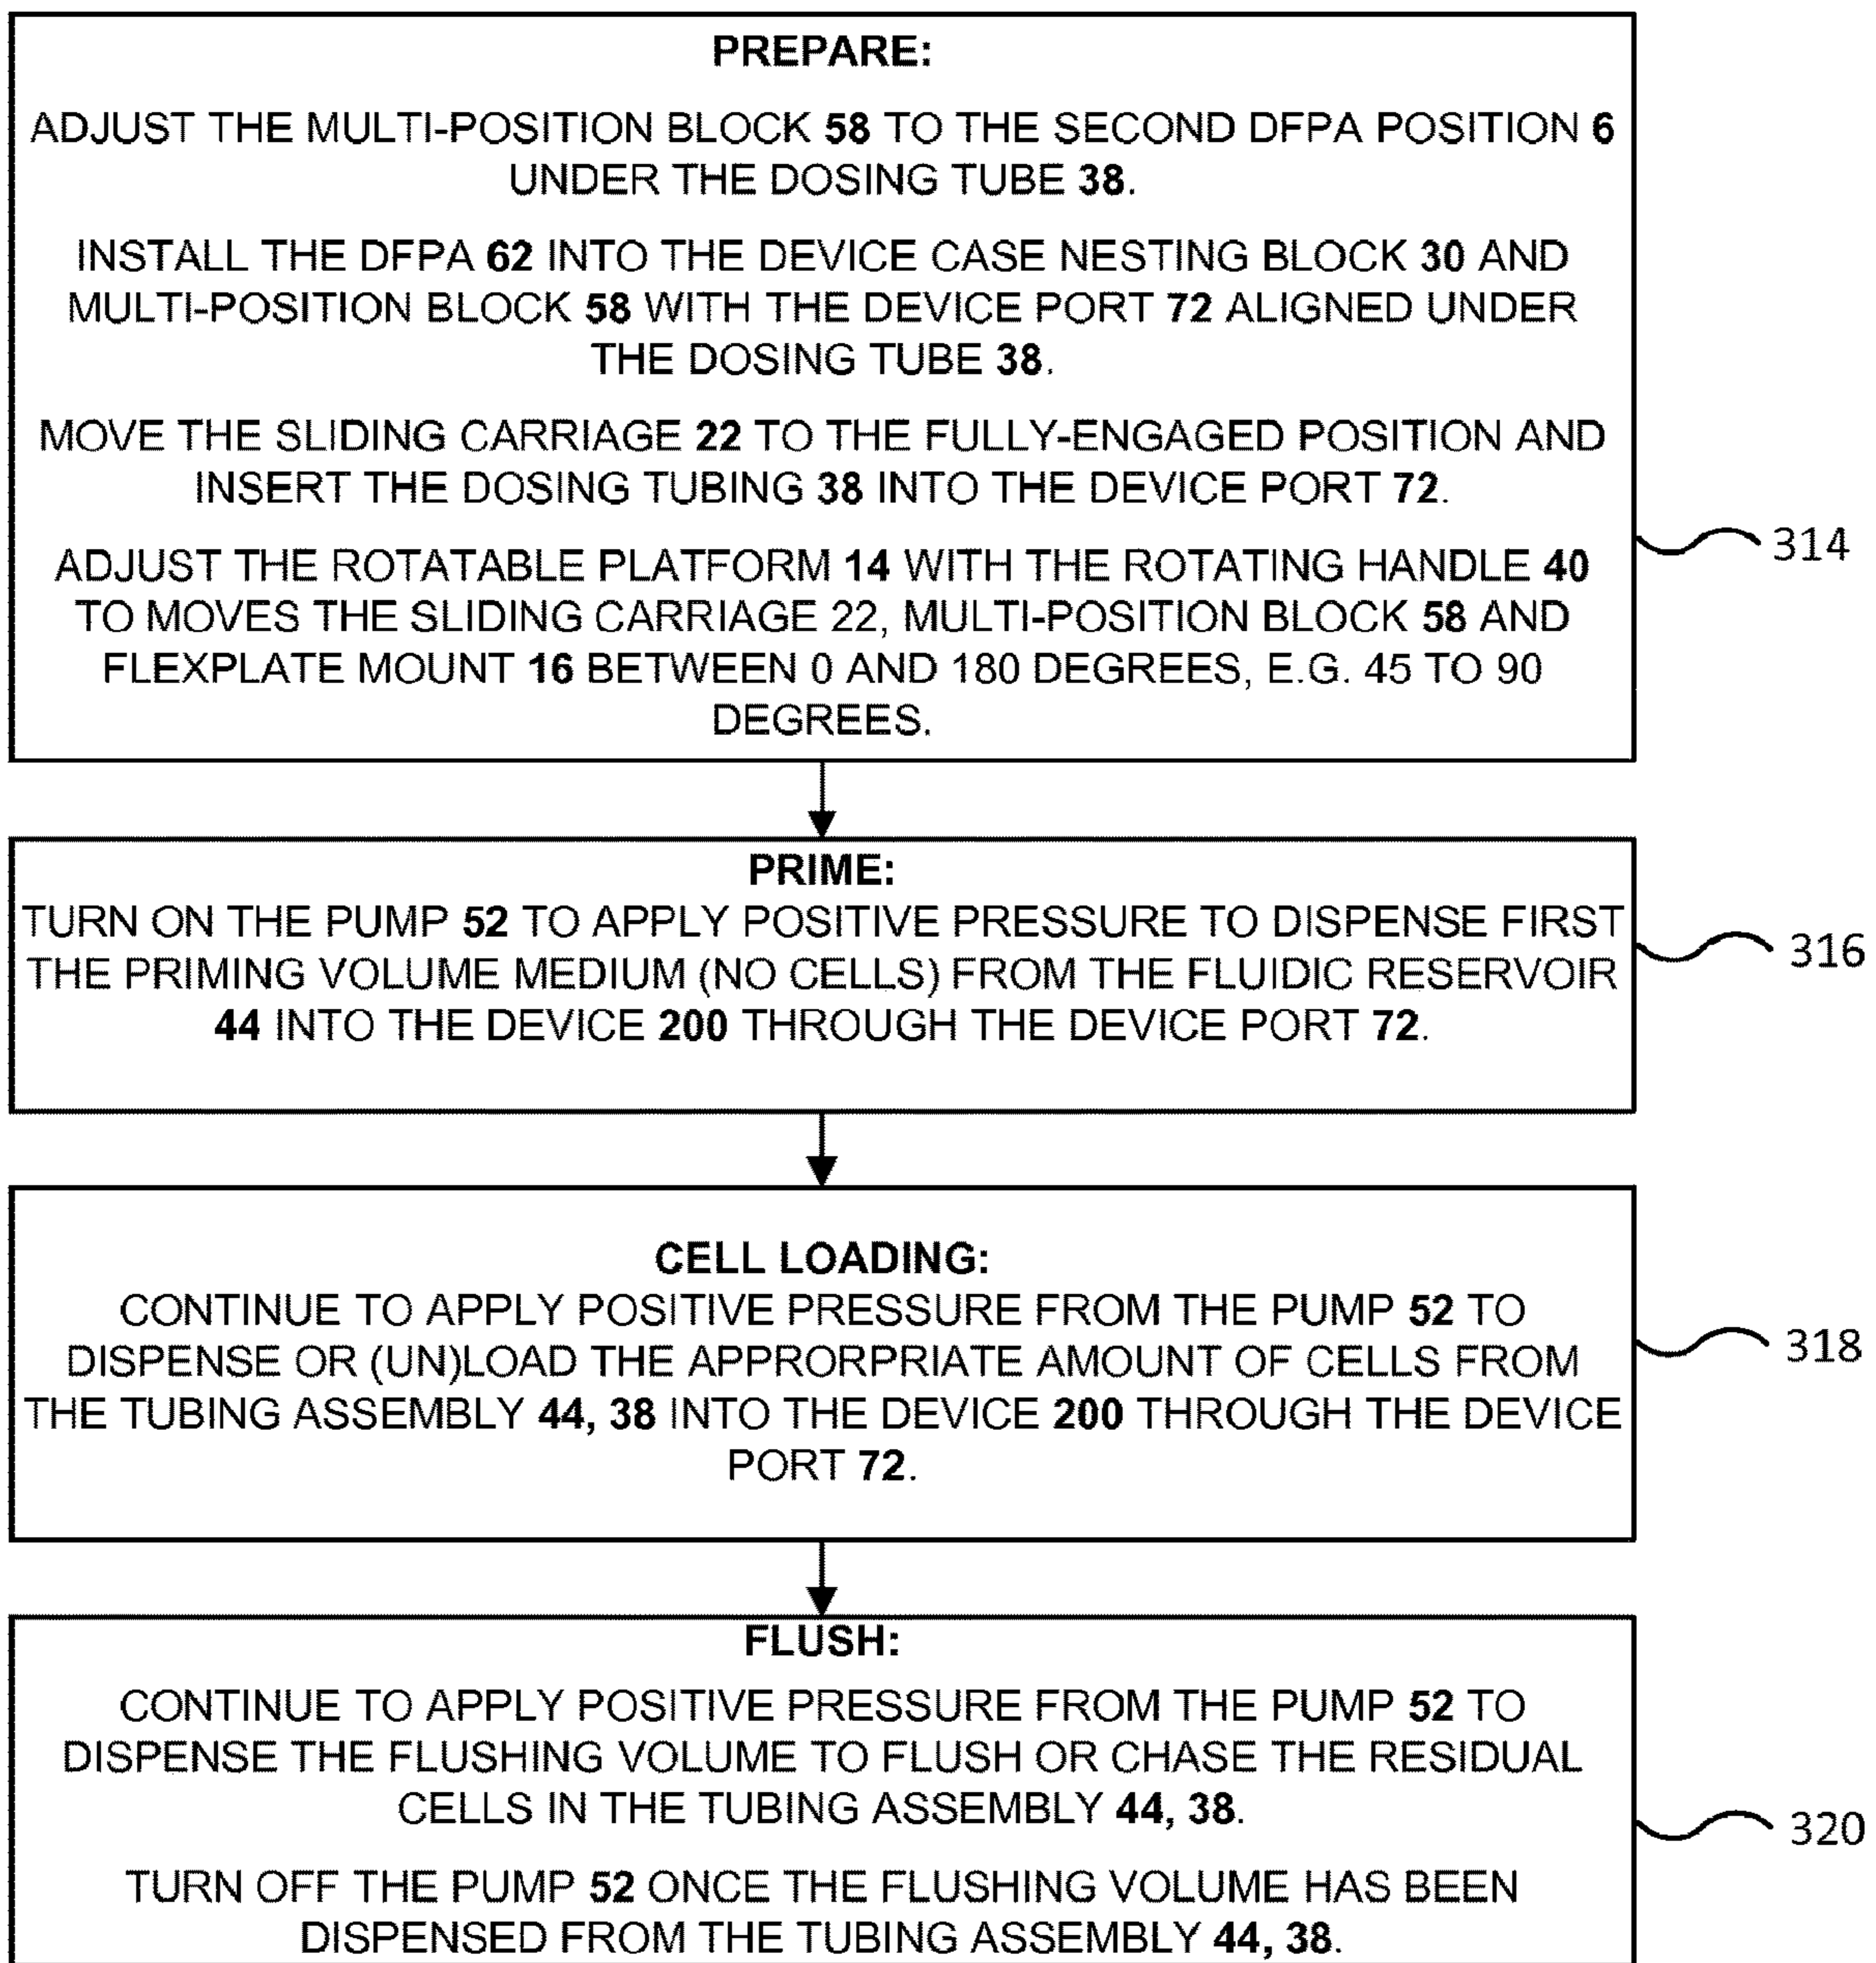 PREPARE:
ADJUST THE MULTI-POSITION BLOCK 58 TO THE SECOND DFPA POSITION 6
UNDER THE DOSING TUBE 38.
INSTALL THE DFPA 62 INTO THE DEVICE CASE NESTING BLOCK 30 AND
MULTI-POSITION BLOCK 58 WITH THE DEVICE PORT 72 ALIGNED UNDER
THE DOSING TUBE 38.
MOVE THE SLIDING CARRIAGE 22 TO THE FULLY-ENGAGED POSITION AND
INSERT THE DOSING TUBING 38 INTO THE DEVICE PORT 72.
ADJUST THE ROTATABLE PLATFORM 14 WITH THE ROTATING HANDLE 40
TO MOVES THE SLIDING CARRIAGE 22, MULTI-POSITION BLOCK 58 AND
FLEXPLATE MOUNT 16 BETWEEN 0 AND 180 DEGREES, E.G. 45 TO 90
DEGREES.
314
PRIME:
TURN ON THE PUMP 52 TO APPLY POSITIVE PRESSURE TO DISPENSE FIRST
THE PRIMING VOLUME MEDIUM (NO CELLS) FROM THE FLUIDIC RESERVOIR
44 INTO THE DEVICE 200 THROUGH THE DEVICE PORT 72.
316
CELL LOADING:
CONTINUE TO APPLY POSITIVE PRESSURE FROM THE PUMP 52 TO
DISPENSE OR (UN)LOAD THE APPRORPRIATE AMOUNT OF CELLS FROM
THE TUBING ASSEMBLY 44, 38 INTO THE DEVICE 200 THROUGH THE DEVICE
PORT 72.
318
FLUSH:
CONTINUE TO APPLY POSITIVE PRESSURE FROM THE PUMP 52 TO
DISPENSE THE FLUSHING VOLUME TO FLUSH OR CHASE THE RESIDUAL
CELLS IN THE TUBING ASSEMBLY 44, 38.
TURN OFF THE PUMP 52 ONCE THE FLUSHING VOLUME HAS BEEN
DISPENSED FROM THE TUBING ASSEMBLY 44, 38.
320